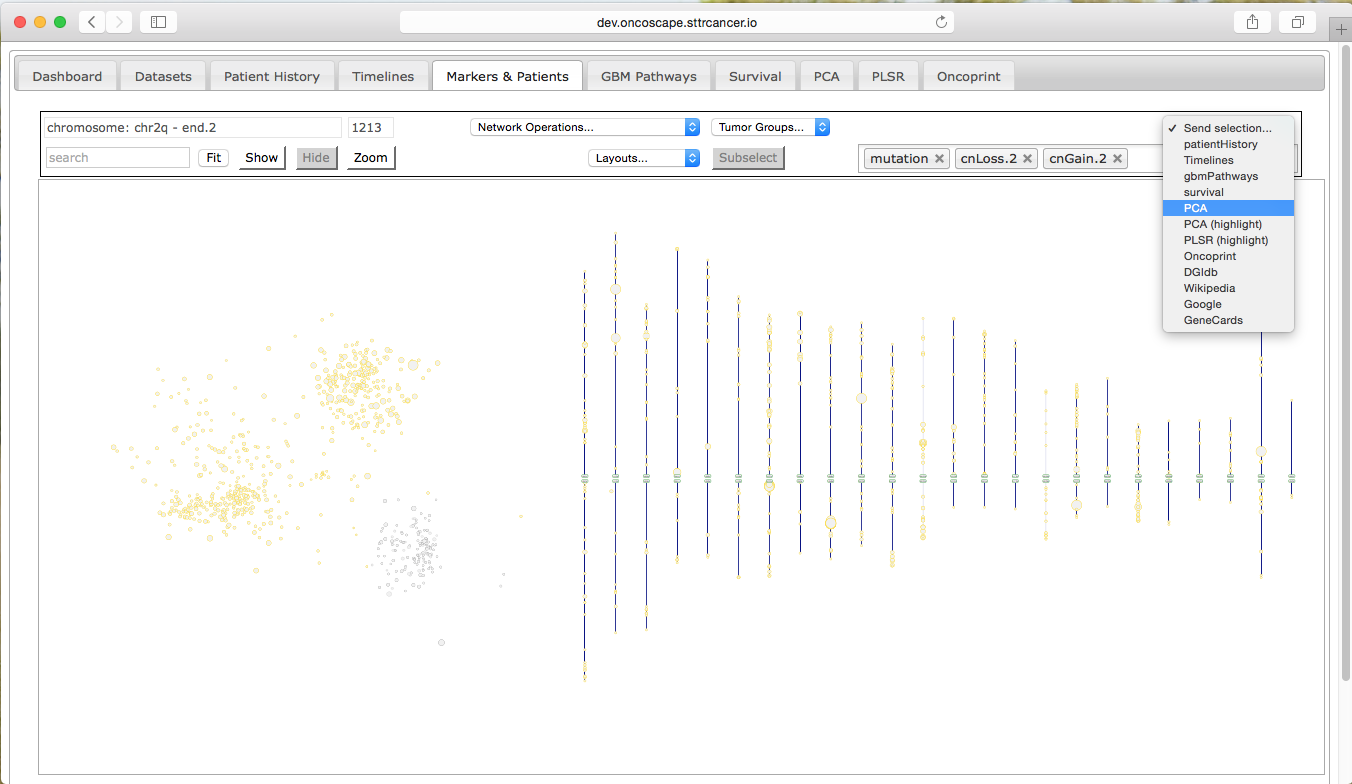 dev.oncoscape.sttrcancer.io
Dashboard Datasets Patient History Timelines Markers & Patients GBM Pathways Survival PCA PLSR Oncoprint
chromosome: chr2q - end.2 1213 Network Operations... Tumor Groups...
search Fit Show Hide Zoom Layouts... Subselect mutation cnLoss.2 cnGain.2
Send selection...
patientHistory
Timelines
gbmPathways
survival
PCA
PCA (highlight)
PLSR (highlight)
Oncoprint
DGIdb
Wikipedia
Google
GeneCards